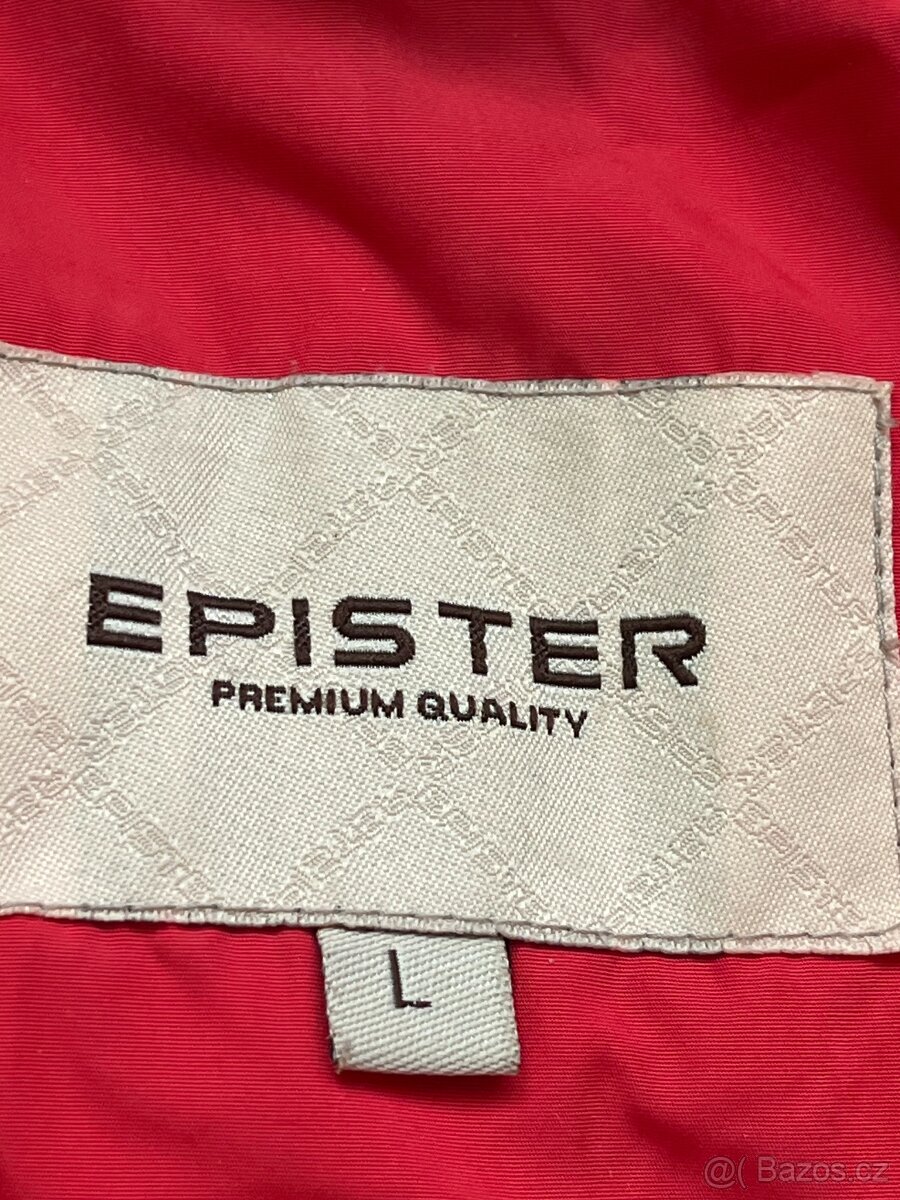 EPISTER
PREMIUM QUALITY
L
@( Bazos.cz